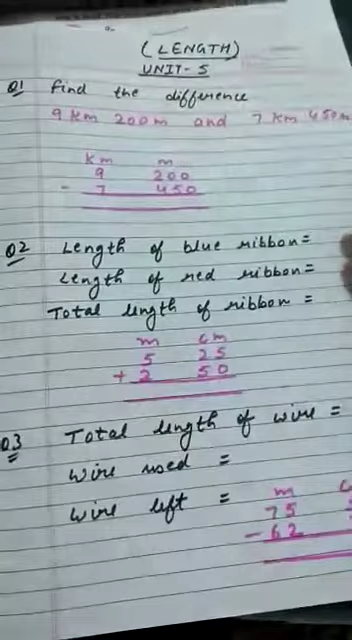 (LENGTH)
UNIT-5
Q1 Find the difference
9 km 200m and 7 km 450m
km m
9 200
- 7 450
Q2 Length of blue ribbon=
Length of red ribbon=
Total length of ribbon =
m cm
5 25
+ 2 50
Q3 Total length of wire =
wire used =
wire left =
m
75
- 62